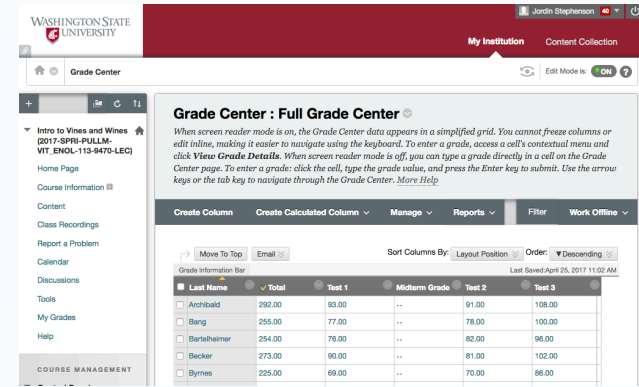 Jordin Stephenson 40
WASHINGTON STATE
UNIVERSITY
My Institution Content Collection
Grade Center
Edit Mode is: ON ?
Grade Center : Full Grade Center
When screen reader mode is on, the Grade Center data appears in a simplified grid. You cannot freeze columns or
edit inline, making it easier to navigate using the keyboard. To enter a grade, access a cell's contextual menu and
click View Grade Details. When screen reader mode is off, you can type a grade directly in a cell on the Grade
Center page. To enter a grade: click the cell, type the grade value, and press the Enter key to submit. Use the arrow
keys or the tab key to navigate through the Grade Center. More Help
Intro to Vines and Wines
(2017-SPRI-PULLM-
VIT_ENOL-113-9470-LEC)
Home Page
Course Information
Content
Class Recordings
Report a Problem
Calendar
Discussions
Tools
My Grades
Help
COURSE MANAGEMENT
Create Column Create Calculated Column Manage Reports Filter Work Offline
Move To Top Email Sort Columns By: Layout Position Order: Descending
Grade Information Bar Last Saved:April 25, 2017 11:02 AM
Last Name Total Test 1 Midterm Grade Test 2 Test 3
Archibald 292.00 93.00 -- 91.00 108.00
Bang 255.00 77.00 -- 78.00 100.00
Bartelheimer 254.00 76.00 -- 82.00 96.00
Becker 273.00 90.00 -- 81.00 102.00
Byrnes 225.00 69.00 -- 70.00 86.00